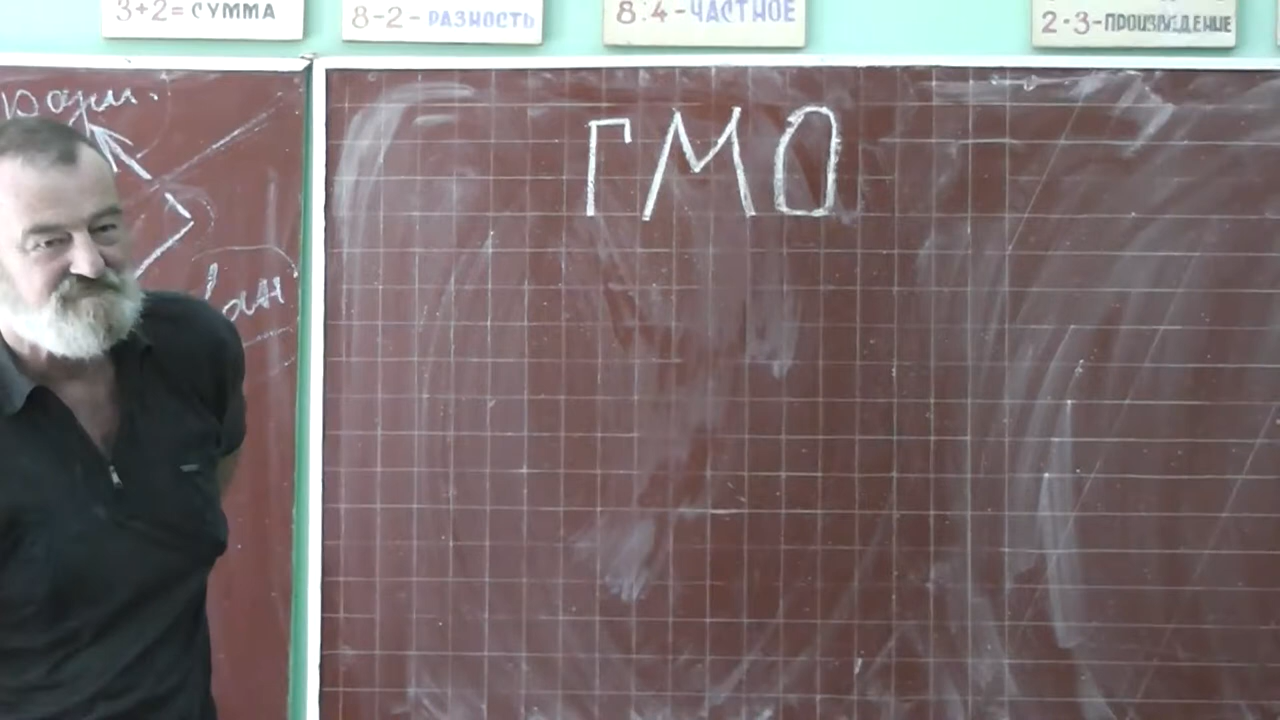 3+2= СУММА
8-2- РАЗНОСТЬ
8:4-ЧАСТНОЕ
2·3-ПРОИЗВЕДЕНИЕ
ГМО